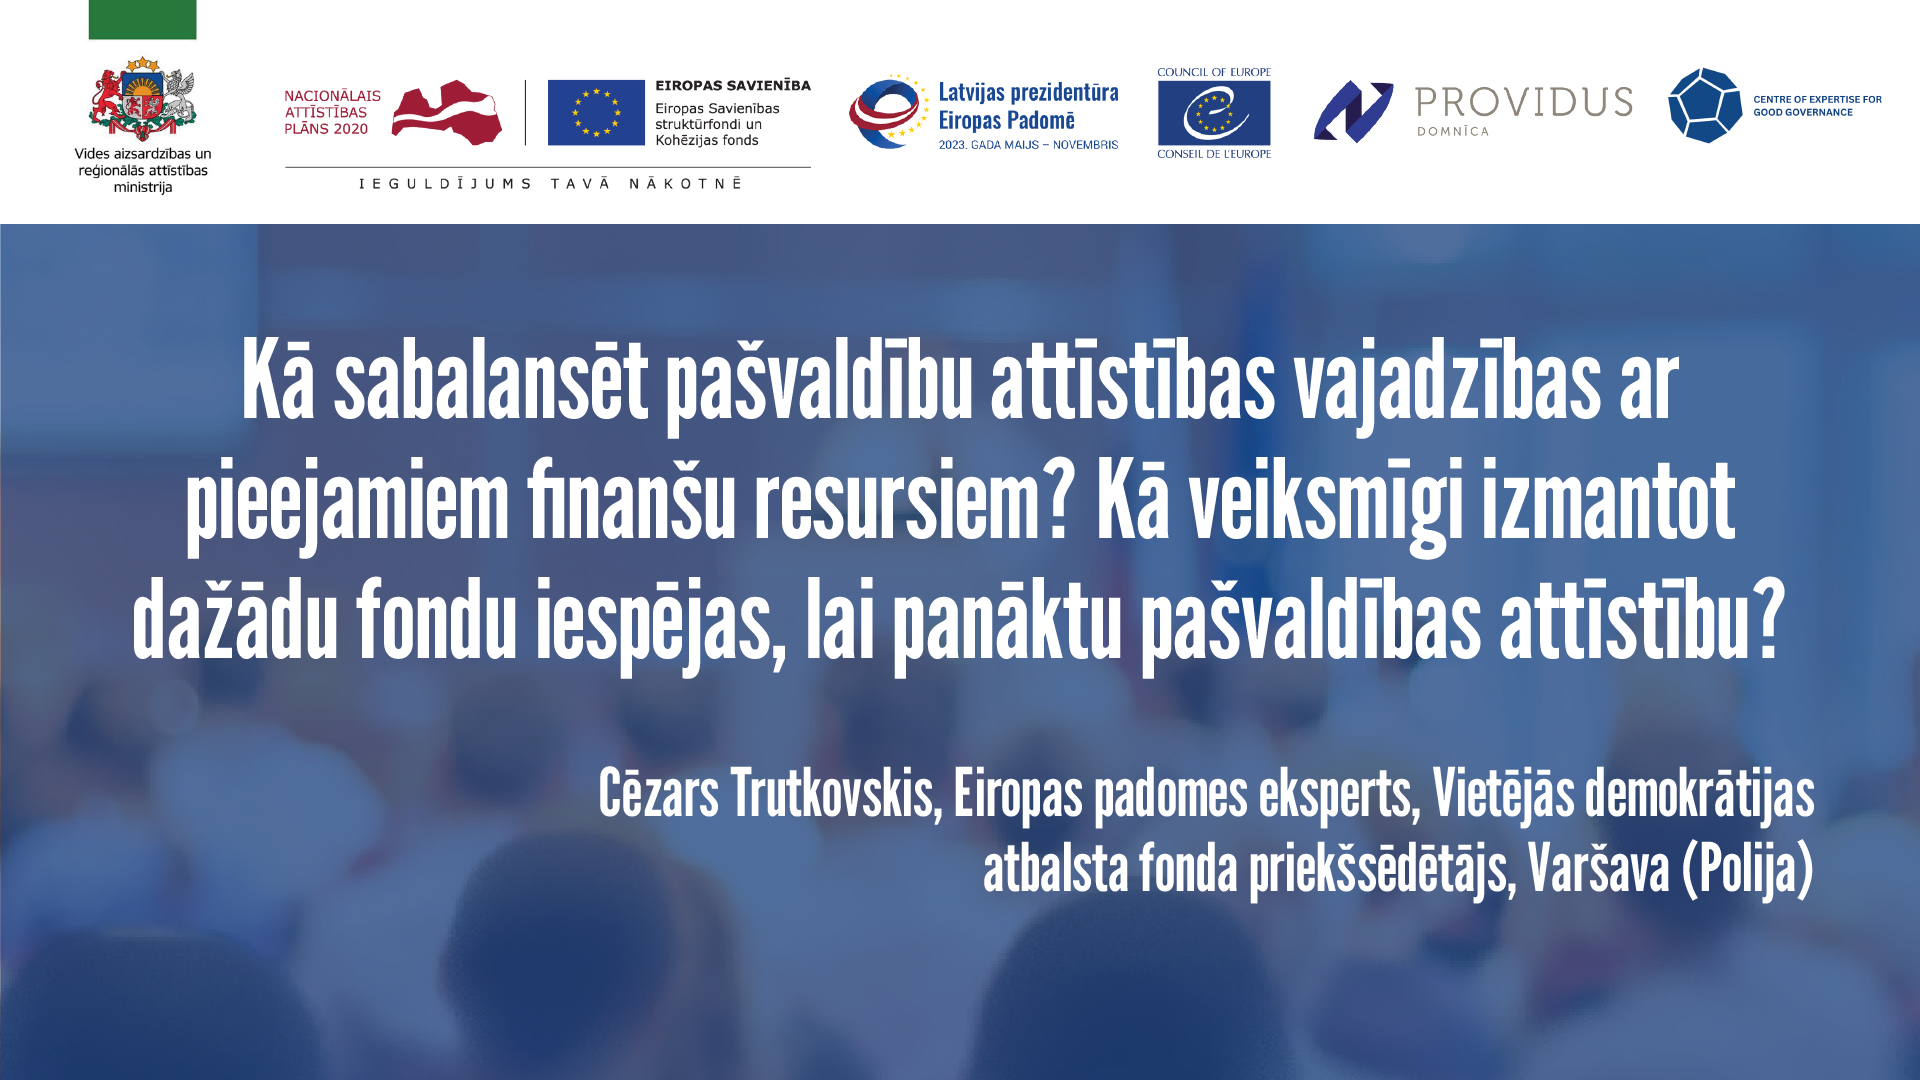 Vides aizsardzības un
reģionālās attīstības
ministrija
NACIONĀLAIS
ATTĪSTĪBAS
PLĀNS 2020
EIROPAS SAVIENĪBA
Eiropas Savienības
struktūrfondi un
Kohēzijas fonds
IEGULDĪJUMS TAVĀ NĀKOTNĒ
Latvijas prezidentūra
Eiropas Padomē
2023. GADA MAIJS – NOVEMBRIS
COUNCIL OF EUROPE
CONSEIL DE L'EUROPE
PROVIDUS
DOMNĪCA
CENTRE OF EXPERTISE FOR
GOOD GOVERNANCE
Kā sabalansēt pašvaldību attīstības vajadzības ar
pieejamiem finanšu resursiem? Kā veiksmīgi izmantot
dažādu fondu iespējas, lai panāktu pašvaldības attīstību?
Cēzars Trutkovskis, Eiropas padomes eksperts, Vietējās demokrātijas
atbalsta fonda priekšsēdētājs, Varšava (Polija)